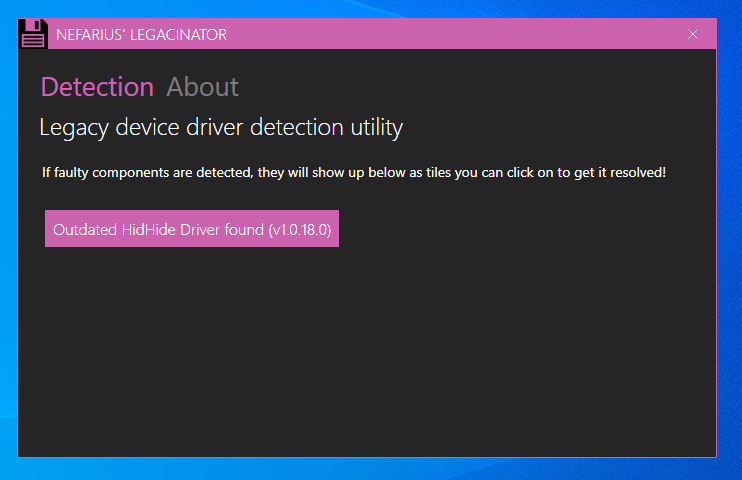 NEFARIUS' LEGACINATOR
Detection About
Legacy device driver detection utility
If faulty components are detected, they will show up below as tiles you can click on to get it resolved!
Outdated HidHide Driver found (v1.0.18.0)